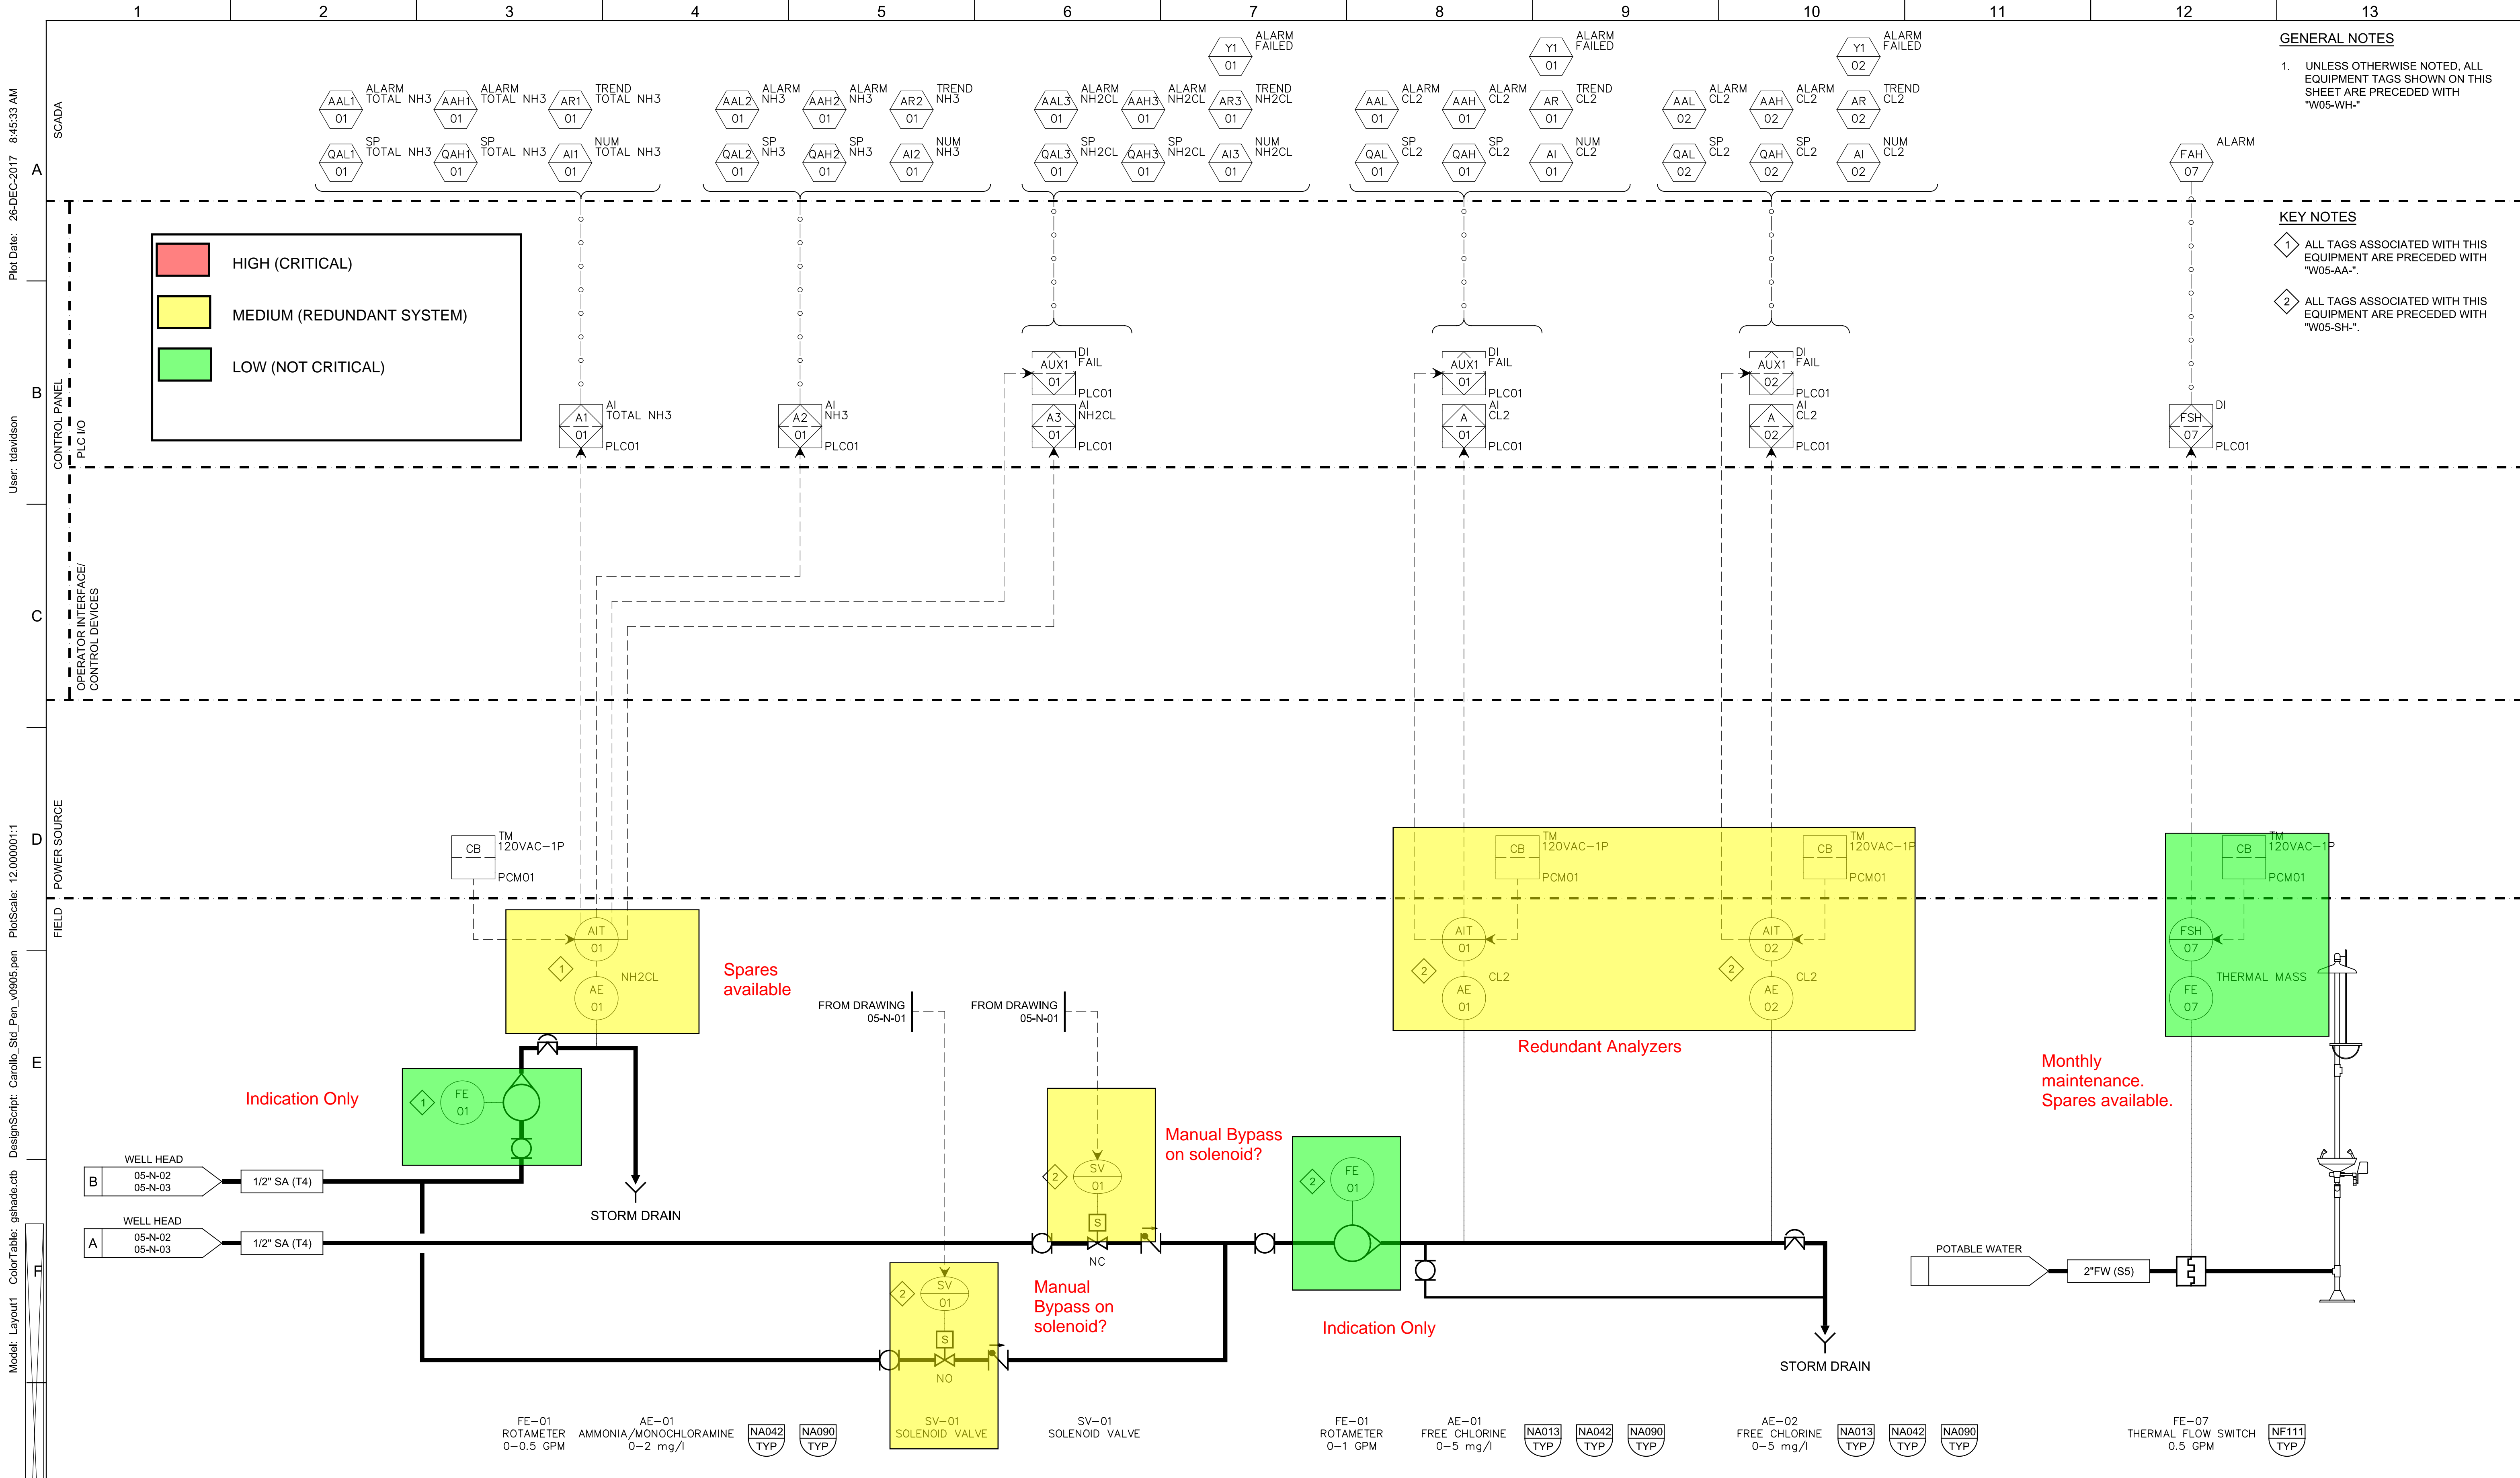 1 2 3 4 5 6 7 8 9 10 11 12 13
A
B
C
D
E
F
Plot Date: 26-DEC-2017 8:45:33 AM
User: tdavidson
PlotScale: 12.000001:1
DesignScript: Carollo_Std_Pen_v0905.pen
ColorTable: gshade.ctb
Model: Layout1
SCADA
CONTROL PANEL
PLC I/O
OPERATOR INTERFACE/
CONTROL DEVICES
POWER SOURCE
FIELD
AAL1
01
ALARM
TOTAL NH3
AAH1
01
ALARM
TOTAL NH3
AR1
01
TREND
TOTAL NH3
QAL1
01
SP
TOTAL NH3
QAH1
01
SP
TOTAL NH3
AI1
01
NUM
TOTAL NH3
AAL2
01
ALARM
NH3
AAH2
01
ALARM
NH3
AR2
01
TREND
NH3
QAL2
01
SP
NH3
QAH2
01
SP
NH3
AI2
01
NUM
NH3
Y1
01
ALARM
FAILED
AAL3
01
ALARM
NH2CL
AAH3
01
ALARM
NH2CL
AR3
01
TREND
NH2CL
QAL3
01
SP
NH2CL
QAH3
01
SP
NH2CL
AI3
01
NUM
NH2CL
Y1
01
ALARM
FAILED
AAL
01
ALARM
CL2
AAH
01
ALARM
CL2
AR
01
TREND
CL2
QAL
01
SP
CL2
QAH
01
SP
CL2
AI
01
NUM
CL2
Y1
02
ALARM
FAILED
AAL
02
ALARM
CL2
AAH
02
ALARM
CL2
AR
02
TREND
CL2
QAL
02
SP
CL2
QAH
02
SP
CL2
AI
02
NUM
CL2
FAH
07
ALARM
GENERAL NOTES
1. UNLESS OTHERWISE NOTED, ALL
EQUIPMENT TAGS SHOWN ON THIS
SHEET ARE PRECEDED WITH
"W05-WH-"
KEY NOTES
1 ALL TAGS ASSOCIATED WITH THIS
EQUIPMENT ARE PRECEDED WITH
"W05-AA-".
2 ALL TAGS ASSOCIATED WITH THIS
EQUIPMENT ARE PRECEDED WITH
"W05-SH-".
HIGH (CRITICAL)
MEDIUM (REDUNDANT SYSTEM)
LOW (NOT CRITICAL)
A1
01
AI
TOTAL NH3
PLC01
A2
01
AI
NH3
PLC01
AUX1
01
DI
FAIL
PLC01
A3
01
AI
NH2CL
PLC01
AUX1
01
DI
FAIL
PLC01
A
01
AI
CL2
PLC01
AUX1
02
DI
FAIL
PLC01
A
02
AI
CL2
PLC01
FSH
07
DI
PLC01
CB
TM
120VAC-1P
PCM01
CB
TM
120VAC-1P
PCM01
CB
TM
120VAC-1P
PCM01
CB
TM
120VAC-1P
PCM01
AIT
01
1
NH2CL
AE
01
Spares
available
FROM DRAWING
05-N-01
FROM DRAWING
05-N-01
AIT
01
2
CL2
AE
01
AIT
02
2
CL2
AE
02
Redundant Analyzers
FSH
07
THERMAL MASS
FE
07
Monthly
maintenance.
Spares available.
Indication Only
1
FE
01
Manual Bypass
on solenoid?
2
SV
01
S
NC
2
FE
01
WELL HEAD
B
05-N-02
05-N-03
1/2" SA (T4)
STORM DRAIN
WELL HEAD
A
05-N-02
05-N-03
1/2" SA (T4)
2
SV
01
S
NO
Manual
Bypass on
solenoid?
Indication Only
STORM DRAIN
POTABLE WATER
2"FW (S5)
FE-01
ROTAMETER
0-0.5 GPM
AE-01
AMMONIA/MONOCHLORAMINE
0-2 mg/l
NA042
TYP
NA090
TYP
SV-01
SOLENOID VALVE
SV-01
SOLENOID VALVE
FE-01
ROTAMETER
0-1 GPM
AE-01
FREE CHLORINE
0-5 mg/l
NA013
TYP
NA042
TYP
NA090
TYP
AE-02
FREE CHLORINE
0-5 mg/l
NA013
TYP
NA042
TYP
NA090
TYP
FE-07
THERMAL FLOW SWITCH
0.5 GPM
NF111
TYP